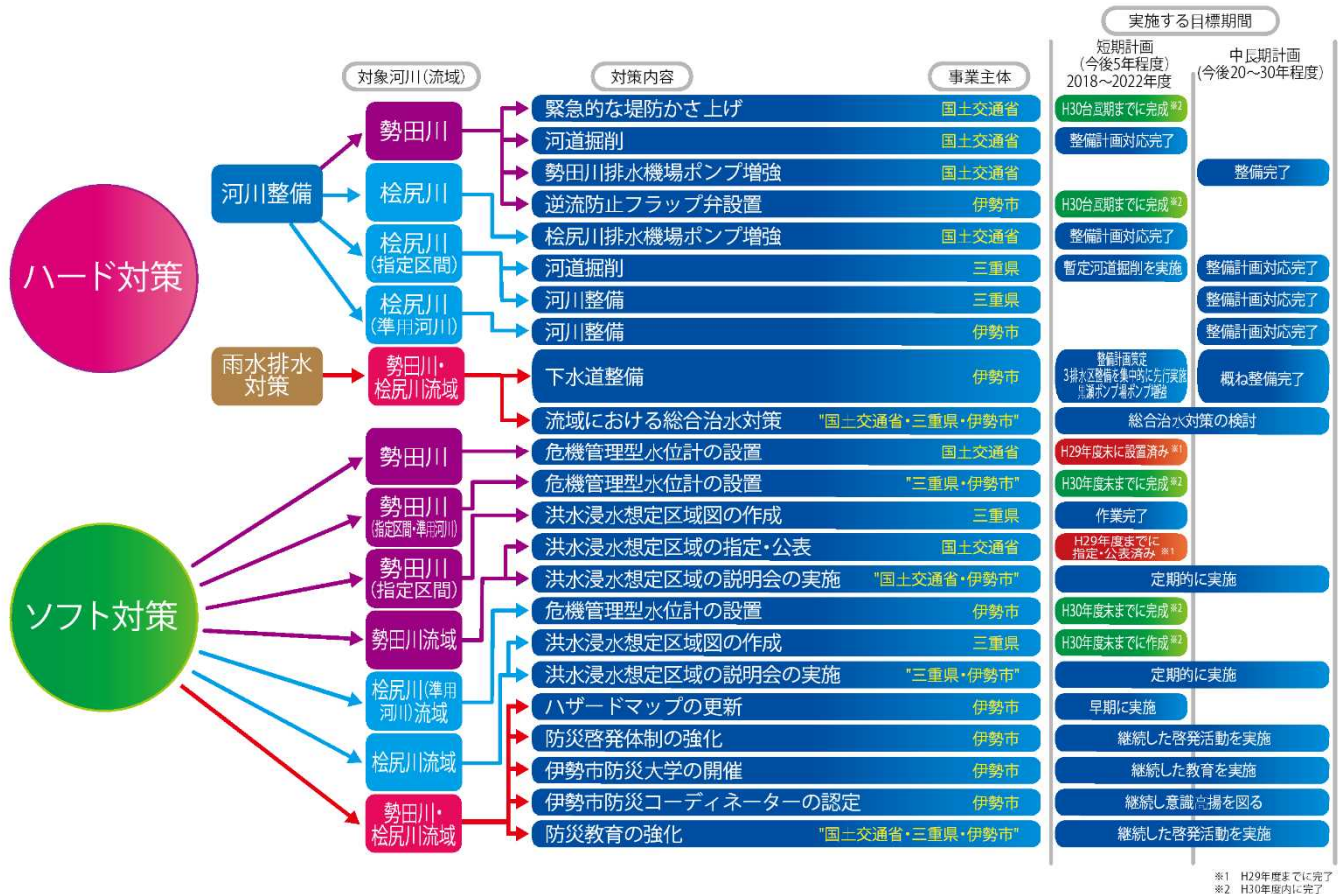 実施する目標期間
対象河川(流域)
対策内容
事業主体
短期計画
(今後5年程度)
2018~2022年度
中長期計画
(今後20~30年程度)
ハード対策
河川整備
勢田川
緊急的な堤防かさ上げ 国土交通省 H30台風期までに完成※2
河道掘削 国土交通省 整備計画対応完了
勢田川排水機場ポンプ増強 国土交通省 整備完了
逆流防止フラップ弁設置 伊勢市 H30台風期までに完成※2
桧尻川
桧尻川排水機場ポンプ増強 国土交通省 整備計画対応完了
桧尻川
(指定区間)
河道掘削 三重県 暫定河道掘削を実施 整備計画対応完了
河川整備 三重県 整備計画対応完了
桧尻川
(準用河川)
河川整備 伊勢市 整備計画対応完了
雨水排水
対策
勢田川・
桧尻川流域
下水道整備 伊勢市
整備計画策定
3排水区整備を集中的に先行実施
黒瀬ポンプ場ポンプ増強
概ね整備完了
流域における総合治水対策 "国土交通省・三重県・伊勢市" 総合治水対策の検討
ソフト対策
勢田川
危機管理型水位計の設置 国土交通省 H29年度末に設置済み※1
勢田川
(指定区間・準用河川)
危機管理型水位計の設置 "三重県・伊勢市" H30年度末までに完成※2
勢田川
(指定区間)
洪水浸水想定区域図の作成 三重県 作業完了
勢田川流域
洪水浸水想定区域の指定・公表 国土交通省
H29年度までに
指定・公表済み ※1
洪水浸水想定区域の説明会の実施 "国土交通省・伊勢市" 定期的に実施
桧尻川(準用
河川)流域
危機管理型水位計の設置 伊勢市 H30年度末までに完成※2
桧尻川流域
洪水浸水想定区域図の作成 三重県 H30年度末までに作成※2
洪水浸水想定区域の説明会の実施 "三重県・伊勢市" 定期的に実施
勢田川・
桧尻川流域
ハザードマップの更新 伊勢市 早期に実施
防災啓発体制の強化 伊勢市 継続した啓発活動を実施
伊勢市防災大学の開催 伊勢市 継続した教育を実施
伊勢市防災コーディネーターの認定 伊勢市 継続し意識高揚を図る
防災教育の強化 "国土交通省・三重県・伊勢市" 継続した啓発活動を実施
※1 H29年度までに完了
※2 H30年度内に完了